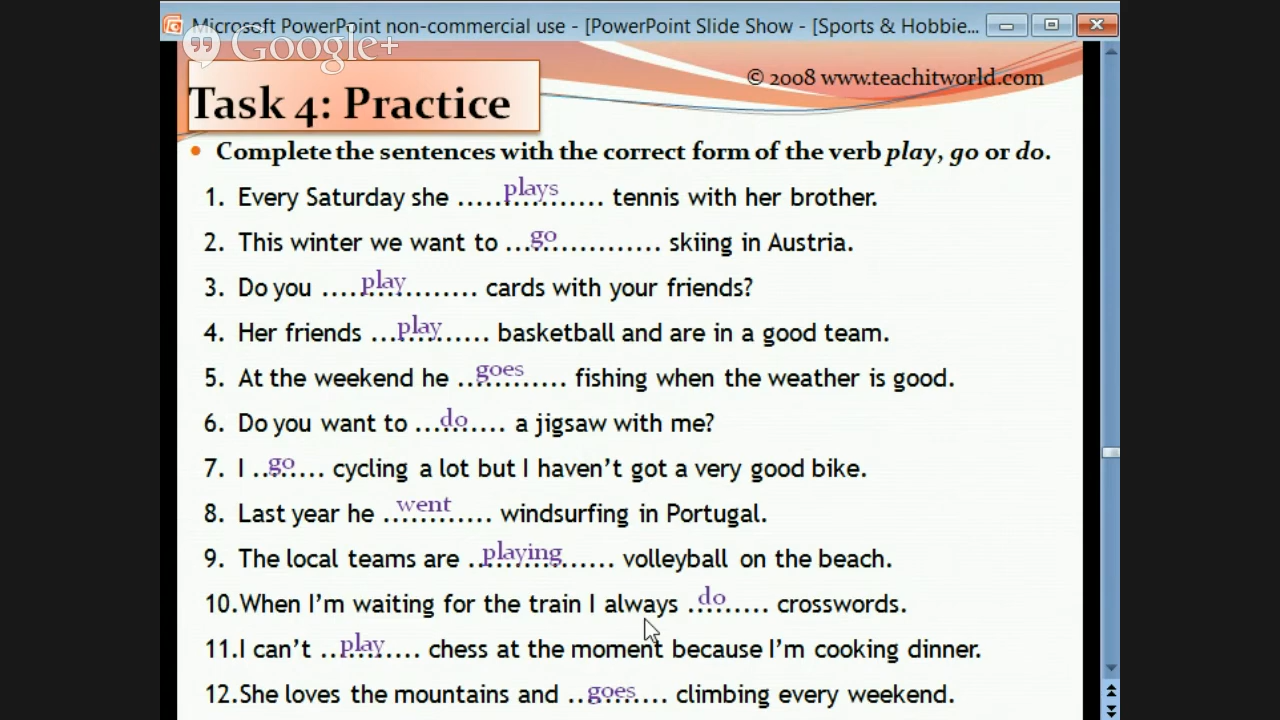 Microsoft PowerPoint non-commercial use - [PowerPoint Slide Show - [Sports & Hobbie...
Google+
© 2008 www.teachitworld.com
Task 4: Practice
• Complete the sentences with the correct form of the verb play, go or do.
1. Every Saturday she ......plays...... tennis with her brother.
2. This winter we want to ...go............ skiing in Austria.
3. Do you ......play...... cards with your friends?
4. Her friends ...play...... basketball and are in a good team.
5. At the weekend he ..goes...... fishing when the weather is good.
6. Do you want to ...do.... a jigsaw with me?
7. I ..go... cycling a lot but I haven't got a very good bike.
8. Last year he ..went.... windsurfing in Portugal.
9. The local teams are ..playing...... volleyball on the beach.
10.When I'm waiting for the train I always ..do..... crosswords.
11.I can't ..play.... chess at the moment because I'm cooking dinner.
12.She loves the mountains and ..goes.... climbing every weekend.